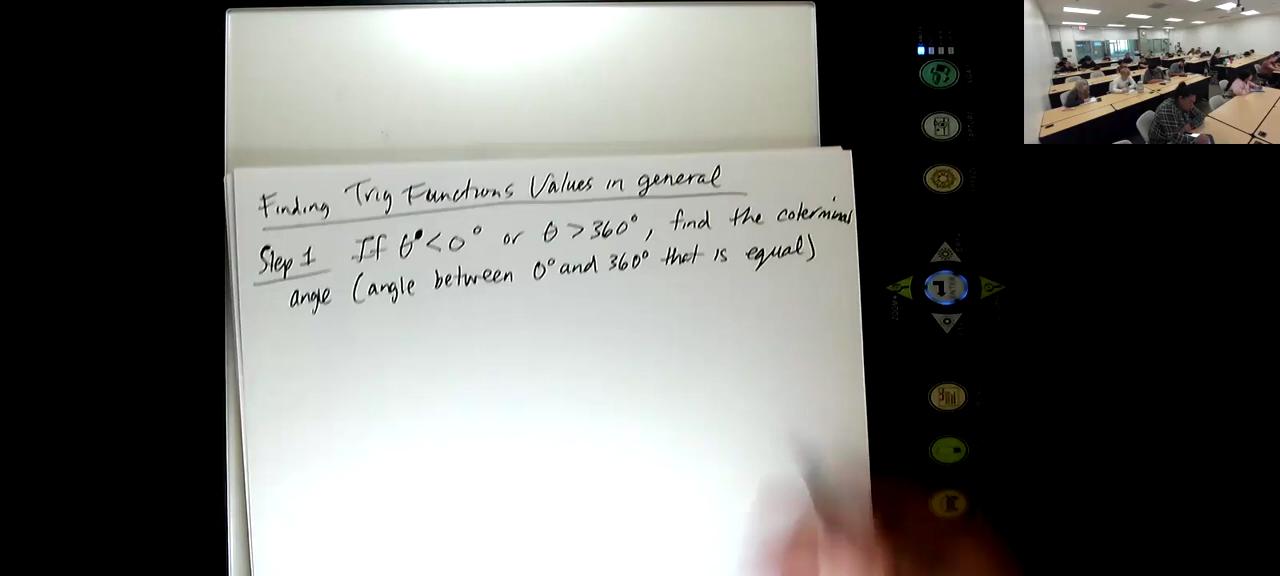 Finding Trig Functions Values in general
Step 1 If θ° < 0° or θ > 360°, find the coterminal
angle (angle between 0° and 360° that is equal)